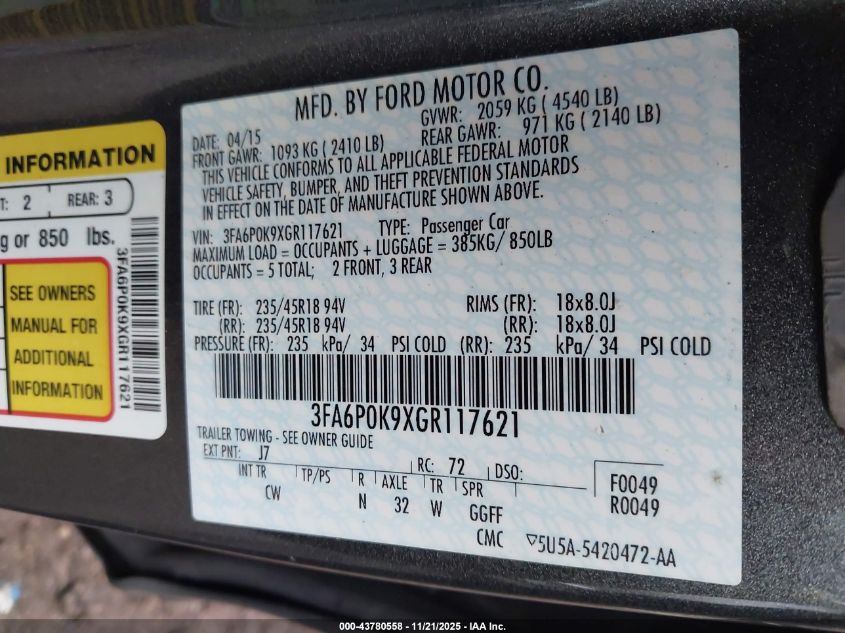 INFORMATION
T: 2 REAR: 3
g or 850 lbs.
SEE OWNERS
MANUAL FOR
ADDITIONAL
INFORMATION
3FA6P0K9XGR117621
MFD. BY FORD MOTOR CO.
DATE: 04/15 GVWR: 2059 KG ( 4540 LB)
FRONT GAWR: 1093 KG ( 2410 LB) REAR GAWR: 971 KG ( 2140 LB)
THIS VEHICLE CONFORMS TO ALL APPLICABLE FEDERAL MOTOR
VEHICLE SAFETY, BUMPER, AND THEFT PREVENTION STANDARDS
IN EFFECT ON THE DATE OF MANUFACTURE SHOWN ABOVE.
VIN: 3FA6P0K9XGR117621 TYPE: Passenger Car
MAXIMUM LOAD = OCCUPANTS + LUGGAGE = 385KG/ 850LB
OCCUPANTS = 5 TOTAL; 2 FRONT, 3 REAR
TIRE (FR): 235/45R18 94V RIMS (FR): 18x8.0J
(RR): 235/45R18 94V (RR): 18x8.0J
PRESSURE (FR): 235 kPa/ 34 PSI COLD (RR): 235 kPa/ 34 PSI COLD
3FA6P0K9XGR117621
TRAILER TOWING - SEE OWNER GUIDE
EXT PNT: J7 RC: 72 DSO:
INT TR TP/PS R AXLE TR SPR
CW N 32 W GGFF
F0049
R0049
CMC ▽5U5A-5420472-AA
000-43780558 - 11/21/2025 - IAA Inc.